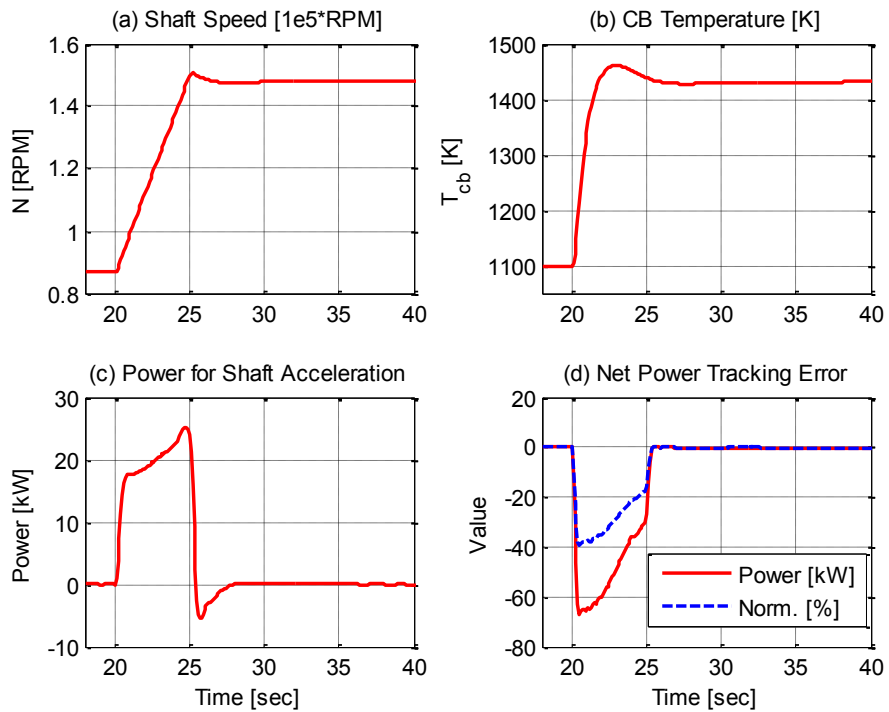 (a) Shaft Speed [1e5*RPM]
1.6
1.4
1.2
1
0.8
N [RPM]
20 25 30 35 40
(b) CB Temperature [K]
1500
1400
1300
1200
1100
T_cb [K]
20 25 30 35 40
(c) Power for Shaft Acceleration
30
20
10
0
-10
Power [kW]
20 25 30 35 40
Time [sec]
(d) Net Power Tracking Error
20
0
-20
-40
-60
-80
Value
Power [kW]
Norm. [%]
20 25 30 35 40
Time [sec]